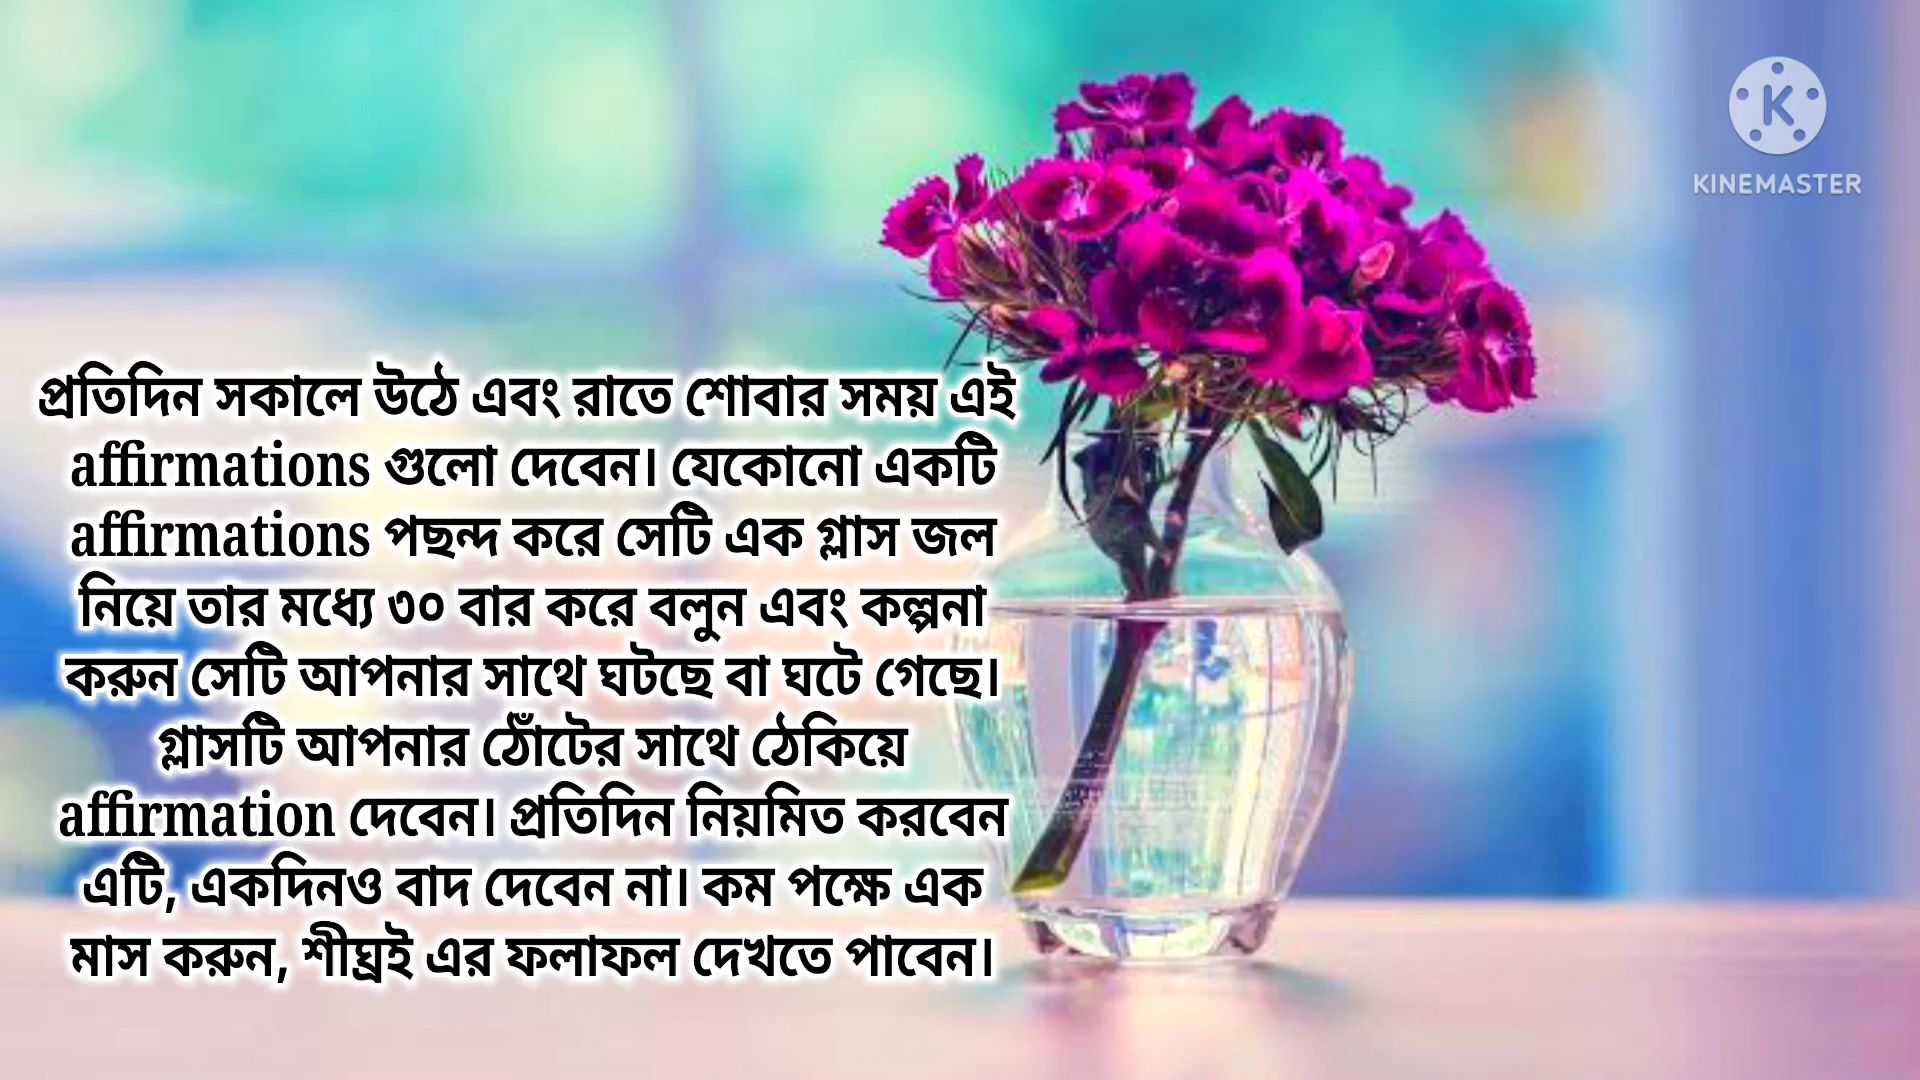 KINEMASTER
প্রতিদিন সকালে উঠে এবং রাতে শোবার সময় এই
affirmations গুলো দেবেন। যেকোনো একটি
affirmations পছন্দ করে সেটি এক গ্লাস জল
নিয়ে তার মধ্যে ৩০ বার করে বলুন এবং কল্পনা
করুন সেটি আপনার সাথে ঘটছে বা ঘটে গেছে।
গ্লাসটি আপনার ঠোঁটের সাথে ঠেকিয়ে
affirmation দেবেন। প্রতিদিন নিয়মিত করবেন
এটি, একদিনও বাদ দেবেন না। কম পক্ষে এক
মাস করুন, শীঘ্রই এর ফলাফল দেখতে পাবেন।